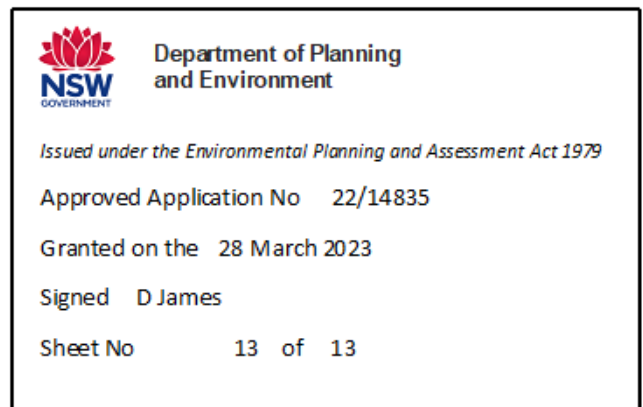 Department of Planning
and Environment
NSW
GOVERNMENT
Issued under the Environmental Planning and Assessment Act 1979
Approved Application No 22/14835
Granted on the 28 March 2023
Signed D James
Sheet No 13 of 13